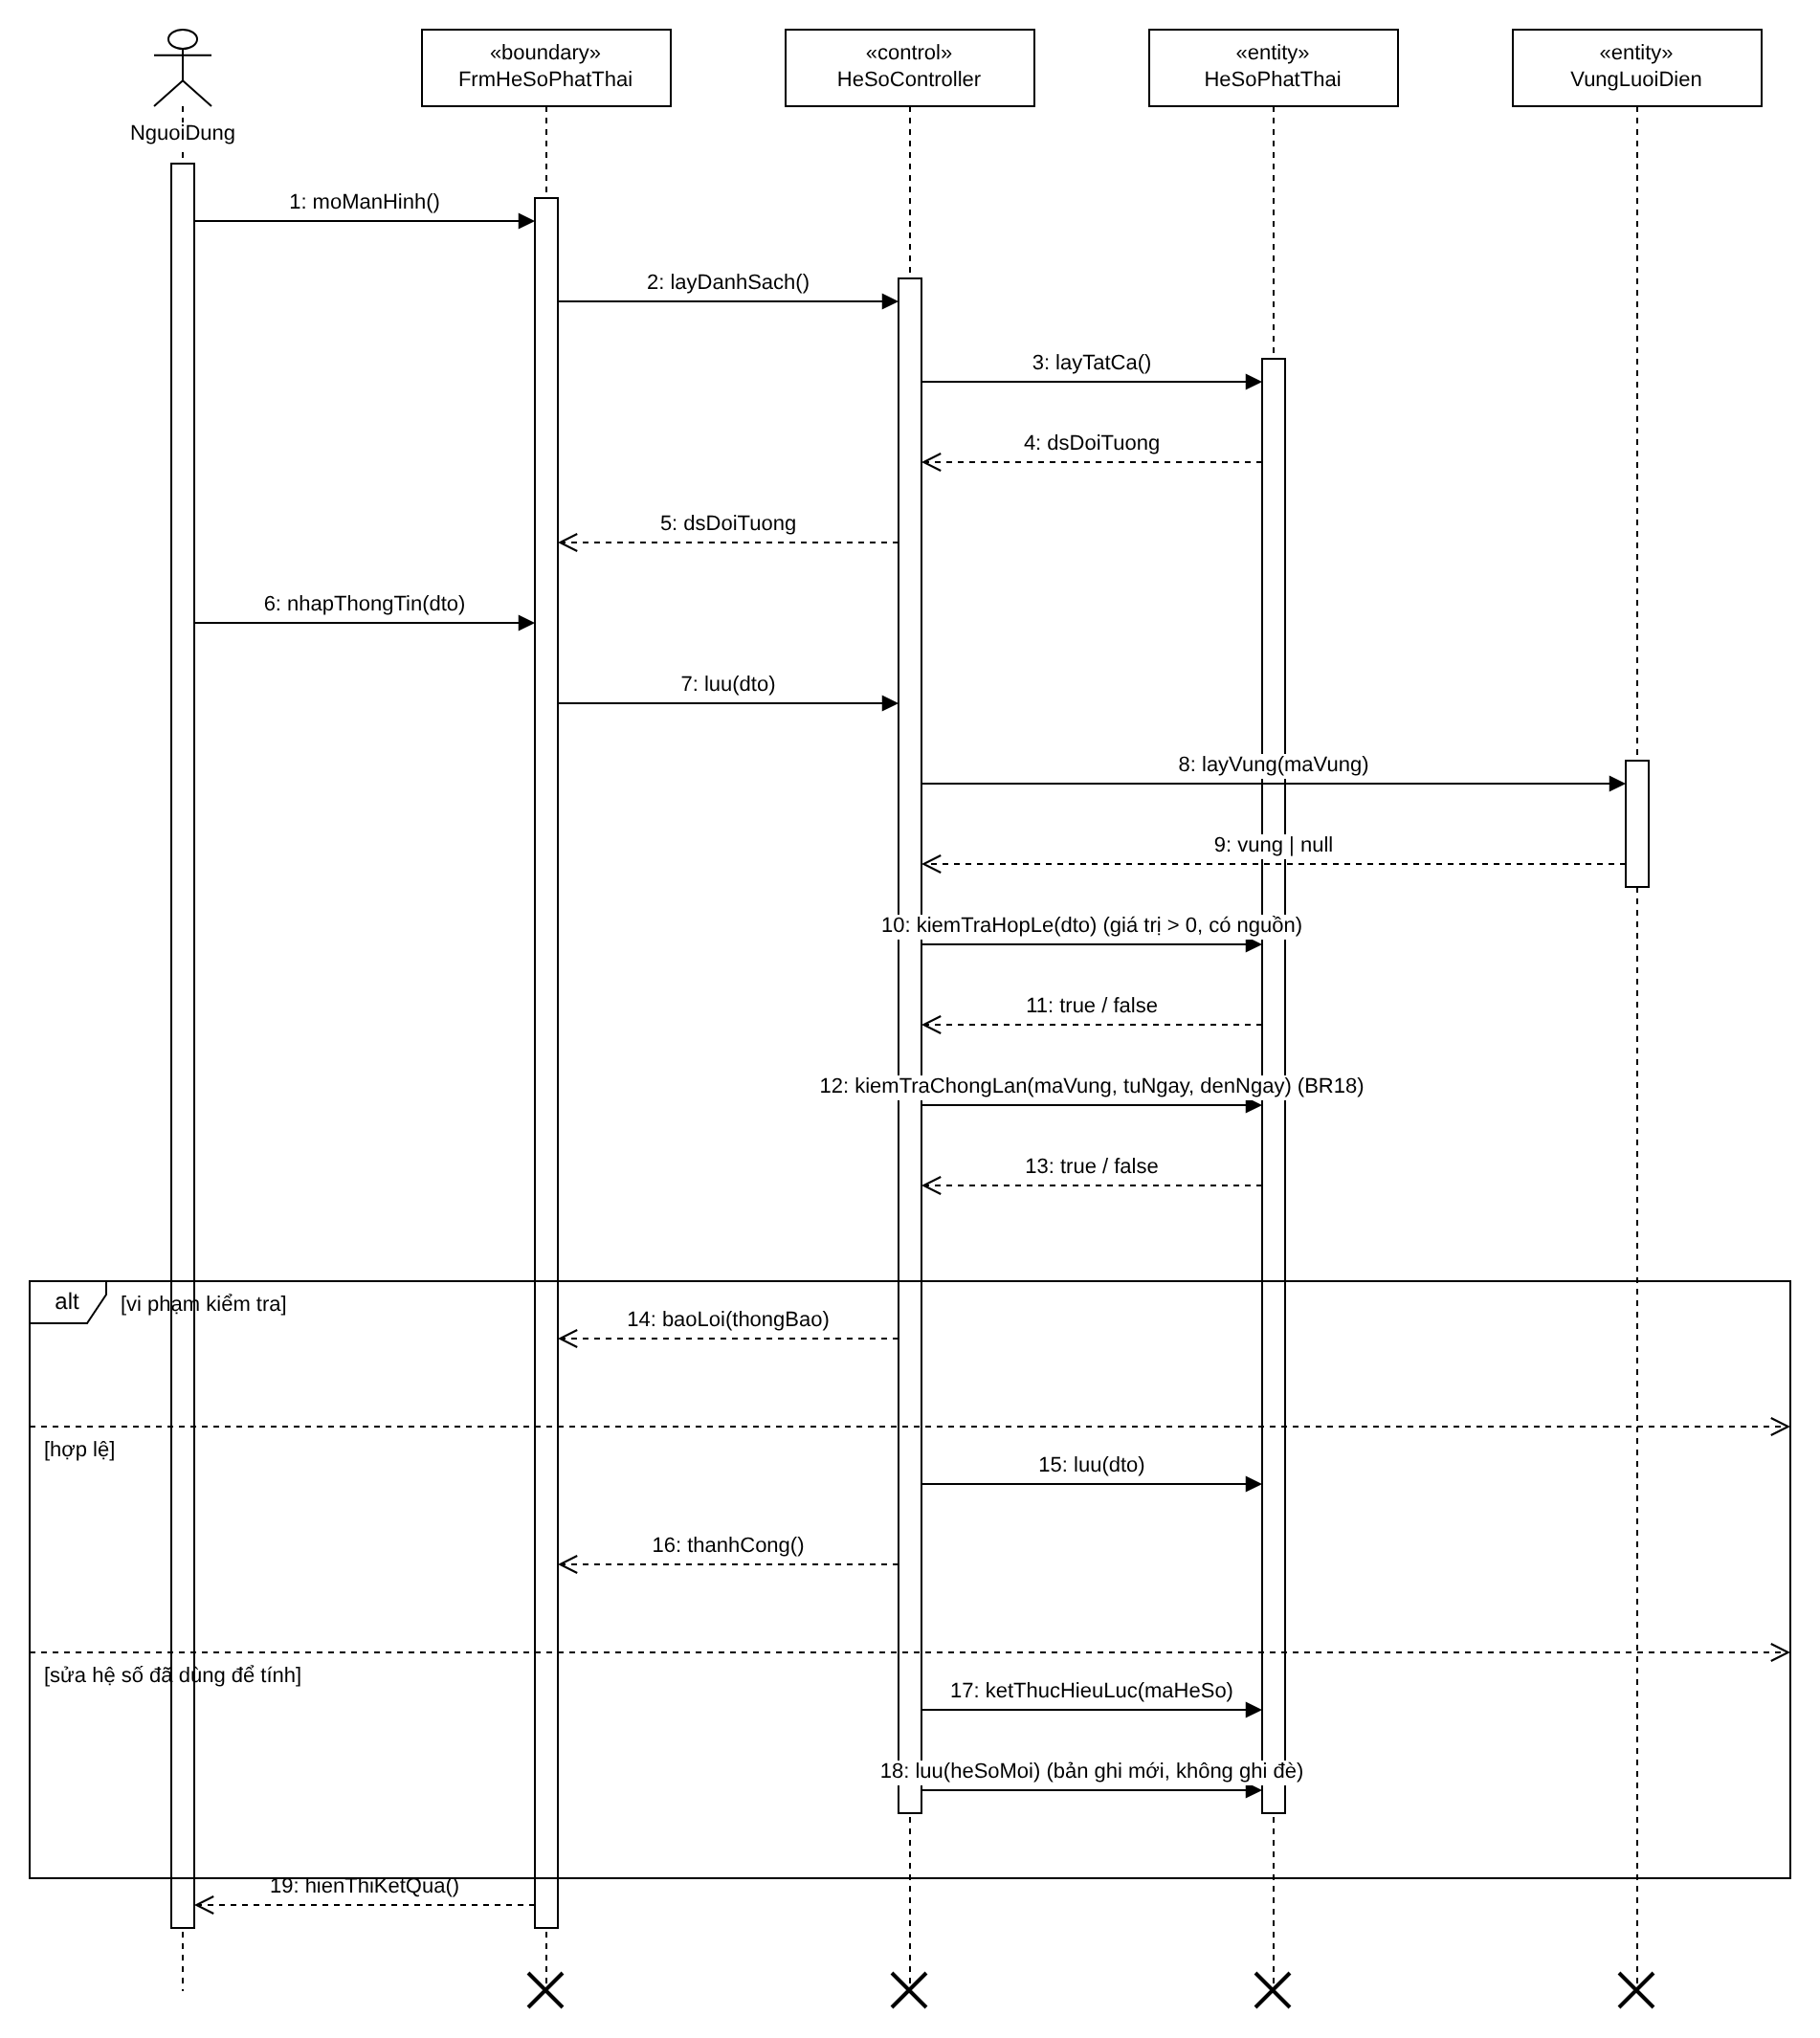 «boundary»
FrmHeSoPhatThai
«control»
HeSoController
«entity»
HeSoPhatThai
«entity»
VungLuoiDien
NguoiDung
1: moManHinh()
2: layDanhSach()
3: layTatCa()
4: dsDoiTuong
5: dsDoiTuong
6: nhapThongTin(dto)
7: luu(dto)
8: layVung(maVung)
9: vung | null
10: kiemTraHopLe(dto) (giá trị > 0, có nguồn)
11: true / false
12: kiemTraChongLan(maVung, tuNgay, denNgay) (BR18)
13: true / false
alt [vi phạm kiểm tra]
14: baoLoi(thongBao)
[hợp lệ]
15: luu(dto)
16: thanhCong()
[sửa hệ số đã dùng để tính]
17: ketThucHieuLuc(maHeSo)
18: luu(heSoMoi) (bản ghi mới, không ghi đè)
19: hienThiKetQua()